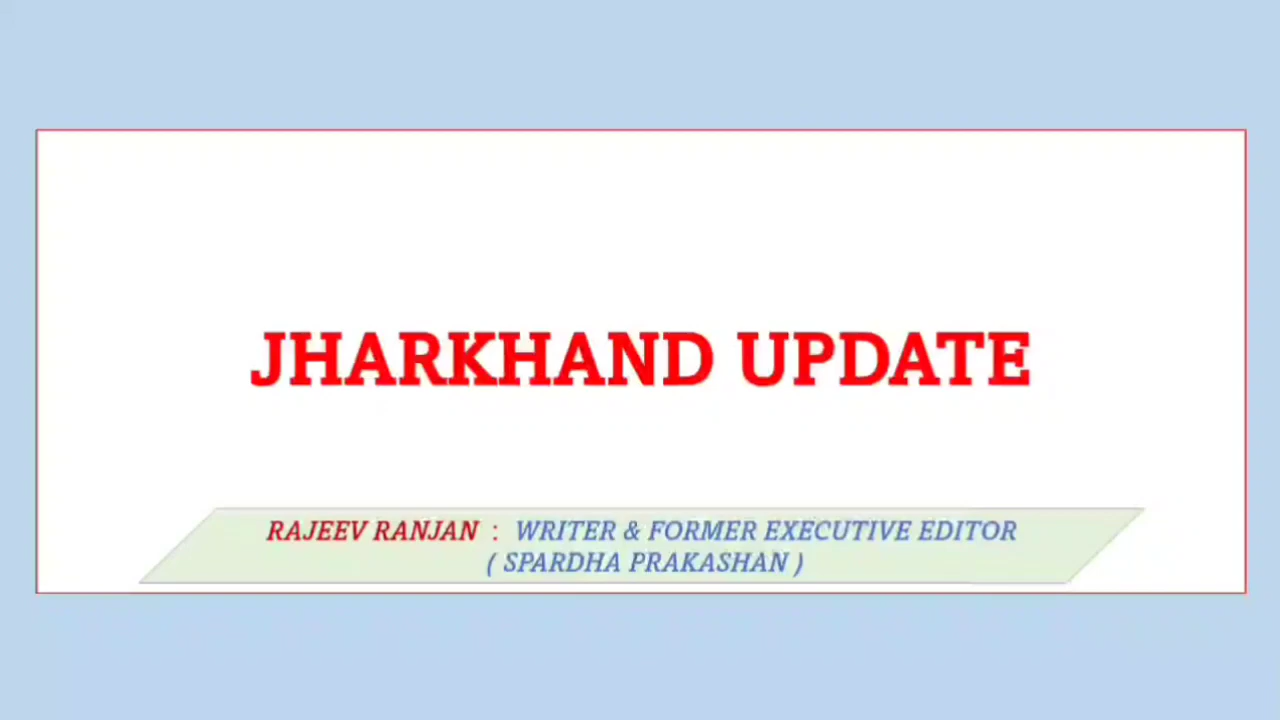 JHARKHAND UPDATE
RAJEEV RANJAN : WRITER & FORMER EXECUTIVE EDITOR
( SPARDHA PRAKASHAN )